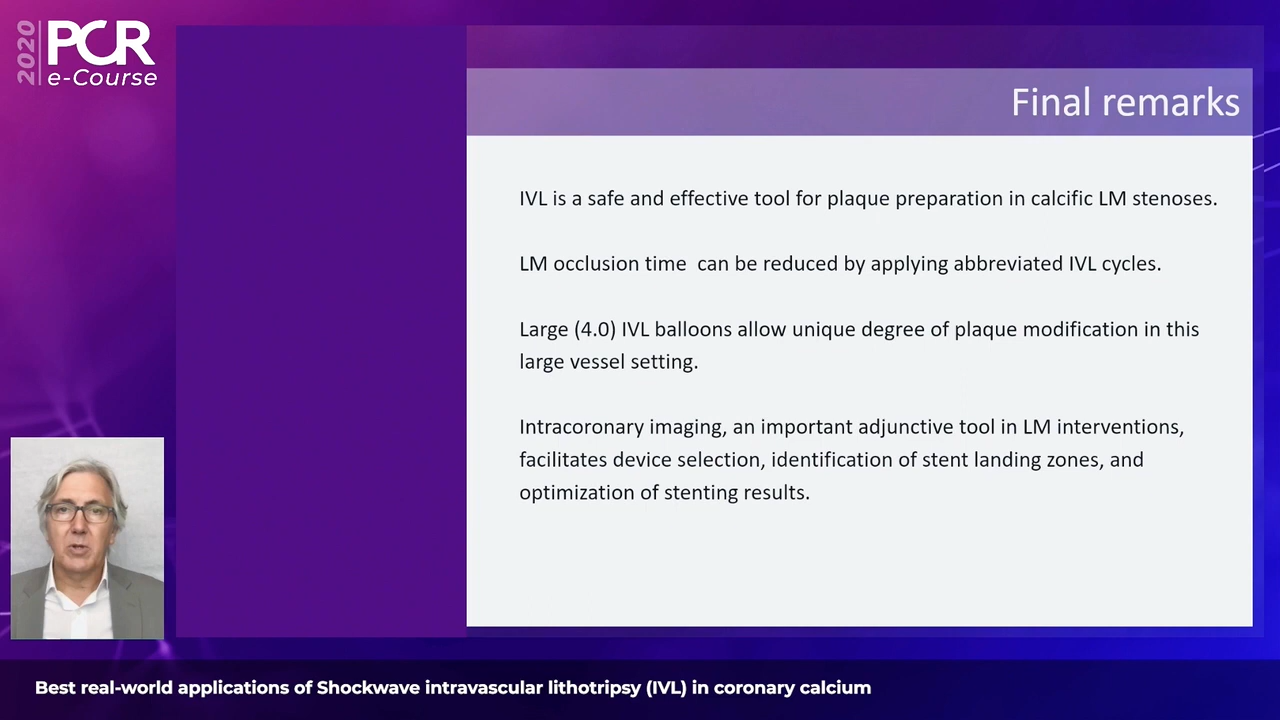 2020
PCR
e-Course
Final remarks
IVL is a safe and effective tool for plaque preparation in calcific LM stenoses.
LM occlusion time  can be reduced by applying abbreviated IVL cycles.
Large (4.0) IVL balloons allow unique degree of plaque modification in this
large vessel setting.
Intracoronary imaging, an important adjunctive tool in LM interventions,
facilitates device selection, identification of stent landing zones, and
optimization of stenting results.
Best real-world applications of Shockwave intravascular lithotripsy (IVL) in coronary calcium